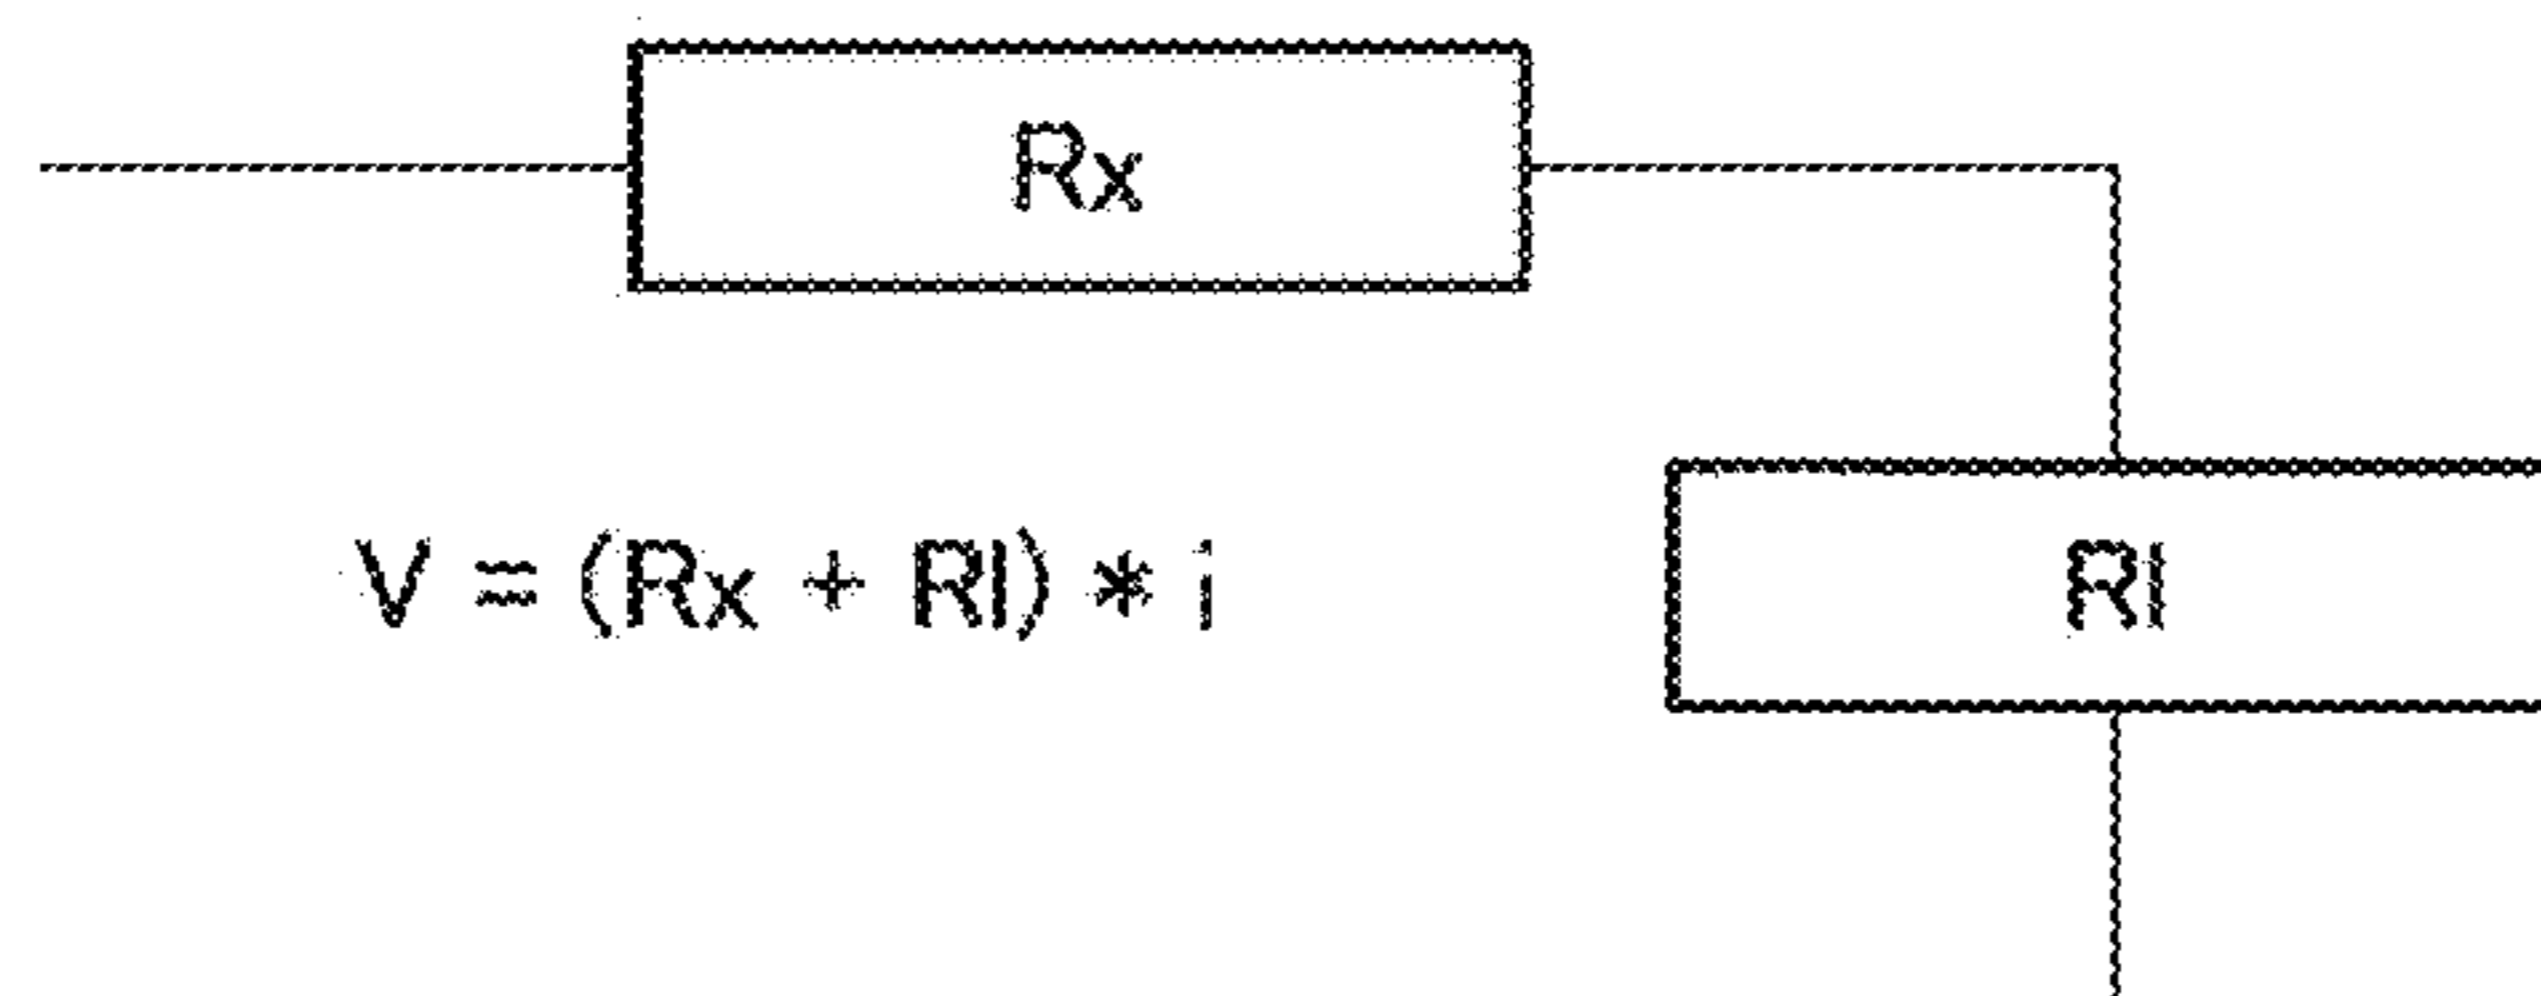 Rx
V = (Rx + Rl) * i
Rl